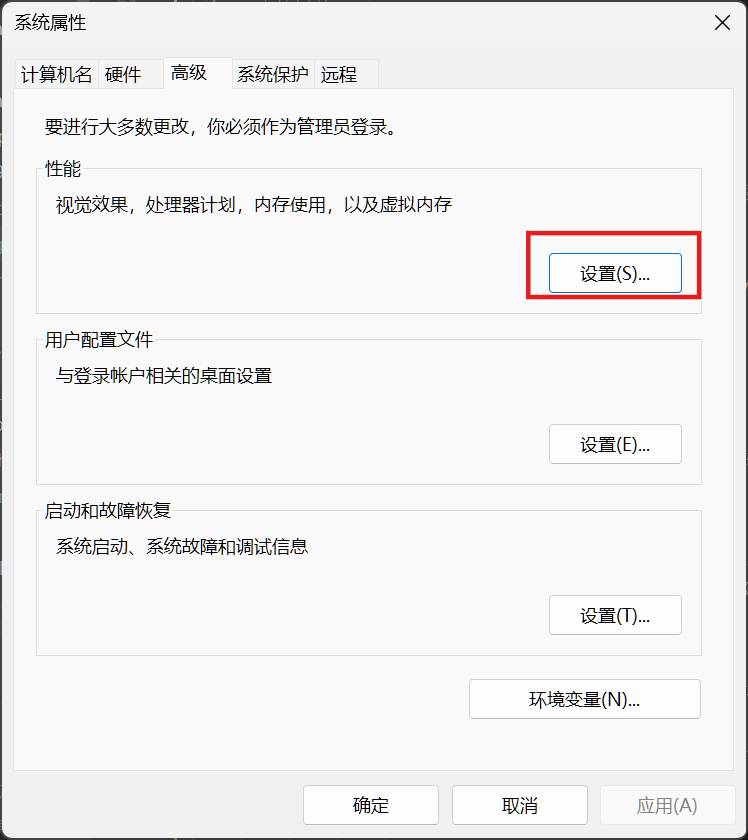 系统属性
计算机名 硬件 高级 系统保护 远程
要进行大多数更改，你必须作为管理员登录。
性能
视觉效果，处理器计划，内存使用，以及虚拟内存
设置(S)...
用户配置文件
与登录帐户相关的桌面设置
设置(E)...
启动和故障恢复
系统启动、系统故障和调试信息
设置(T)...
环境变量(N)...
确定 取消 应用(A)